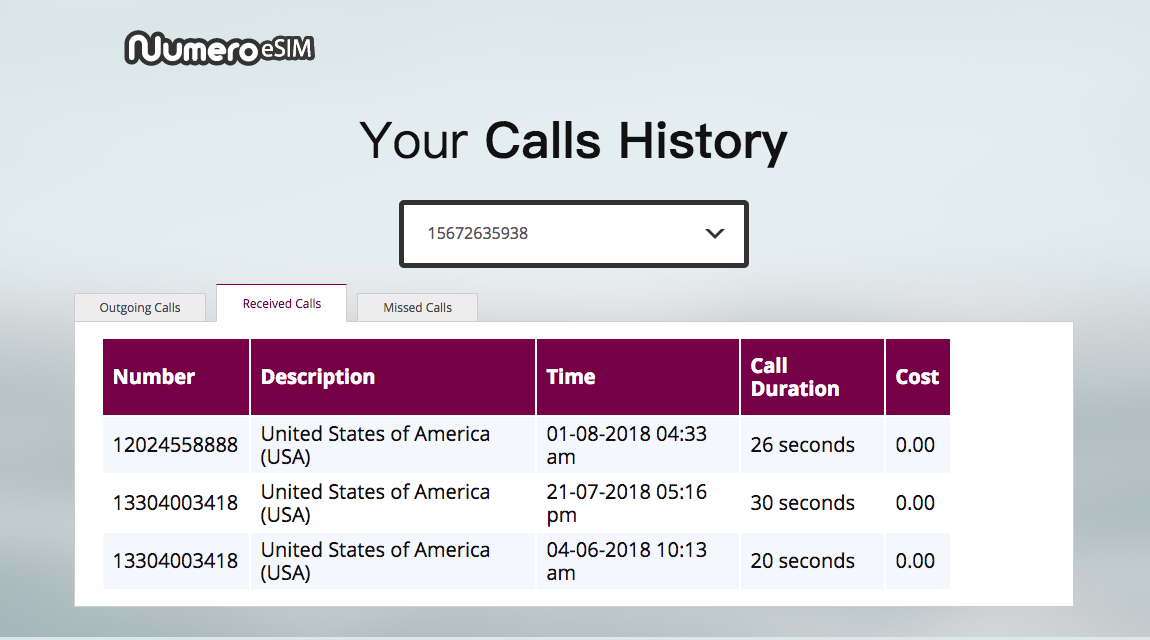 Numero eSIM
Your Calls History
15672635938
Outgoing Calls
Received Calls
Missed Calls
Number Description Time Call Duration Cost
12024558888 United States of America (USA) 01-08-2018 04:33 am 26 seconds 0.00
13304003418 United States of America (USA) 21-07-2018 05:16 pm 30 seconds 0.00
13304003418 United States of America (USA) 04-06-2018 10:13 am 20 seconds 0.00